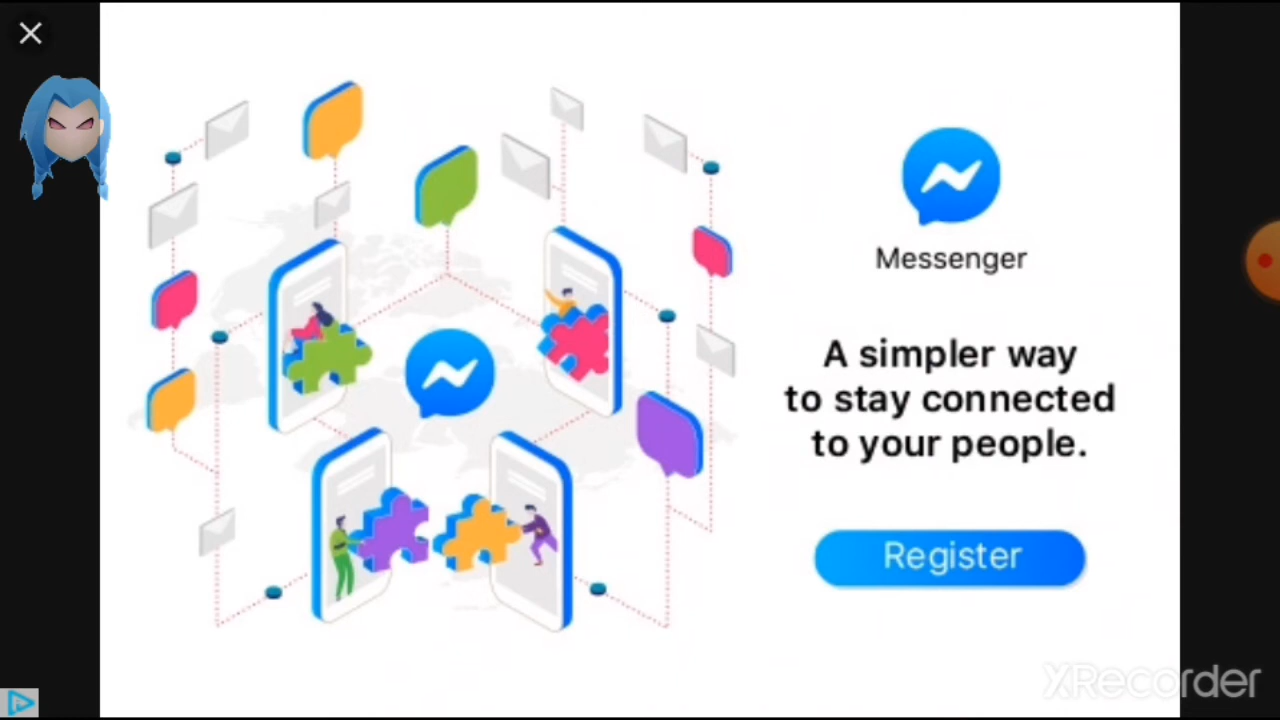 Messenger
A simpler way
to stay connected
to your people.
Register
XRecorder